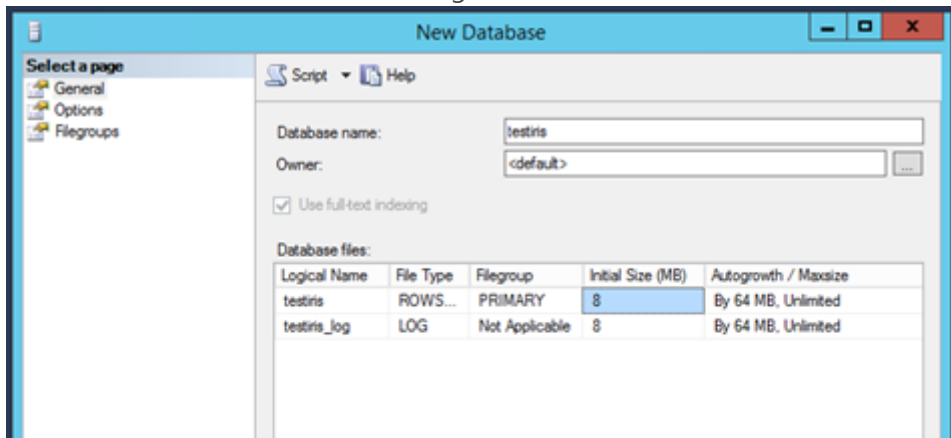 New Database
Select a page
General
Options
Filegroups
Script Help
Database name: testiris
Owner: <default> ...
Use full-text indexing
Database files:
Logical Name File Type Filegroup Initial Size (MB) Autogrowth / Maxsize
testiris ROWS... PRIMARY 8 By 64 MB, Unlimited
testiris_log LOG Not Applicable 8 By 64 MB, Unlimited